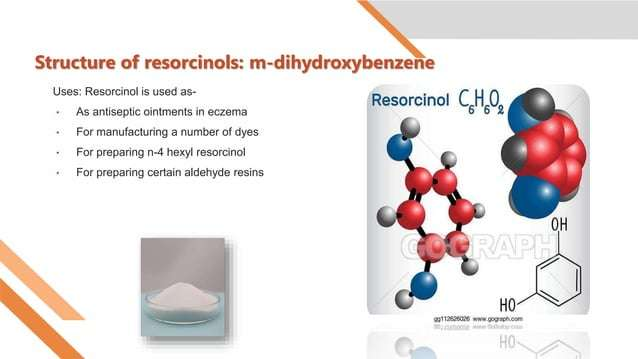 Structure of resorcinols: m-dihydroxybenzene
Uses: Resorcinol is used as-
• As antiseptic ointments in eczema
• For manufacturing a number of dyes
• For preparing n-4 hexyl resorcinol
• For preparing certain aldehyde resins
Resorcinol C₆H₆O₂
GOGRAPH
OH
HO
gg112626026 www.gograph.com